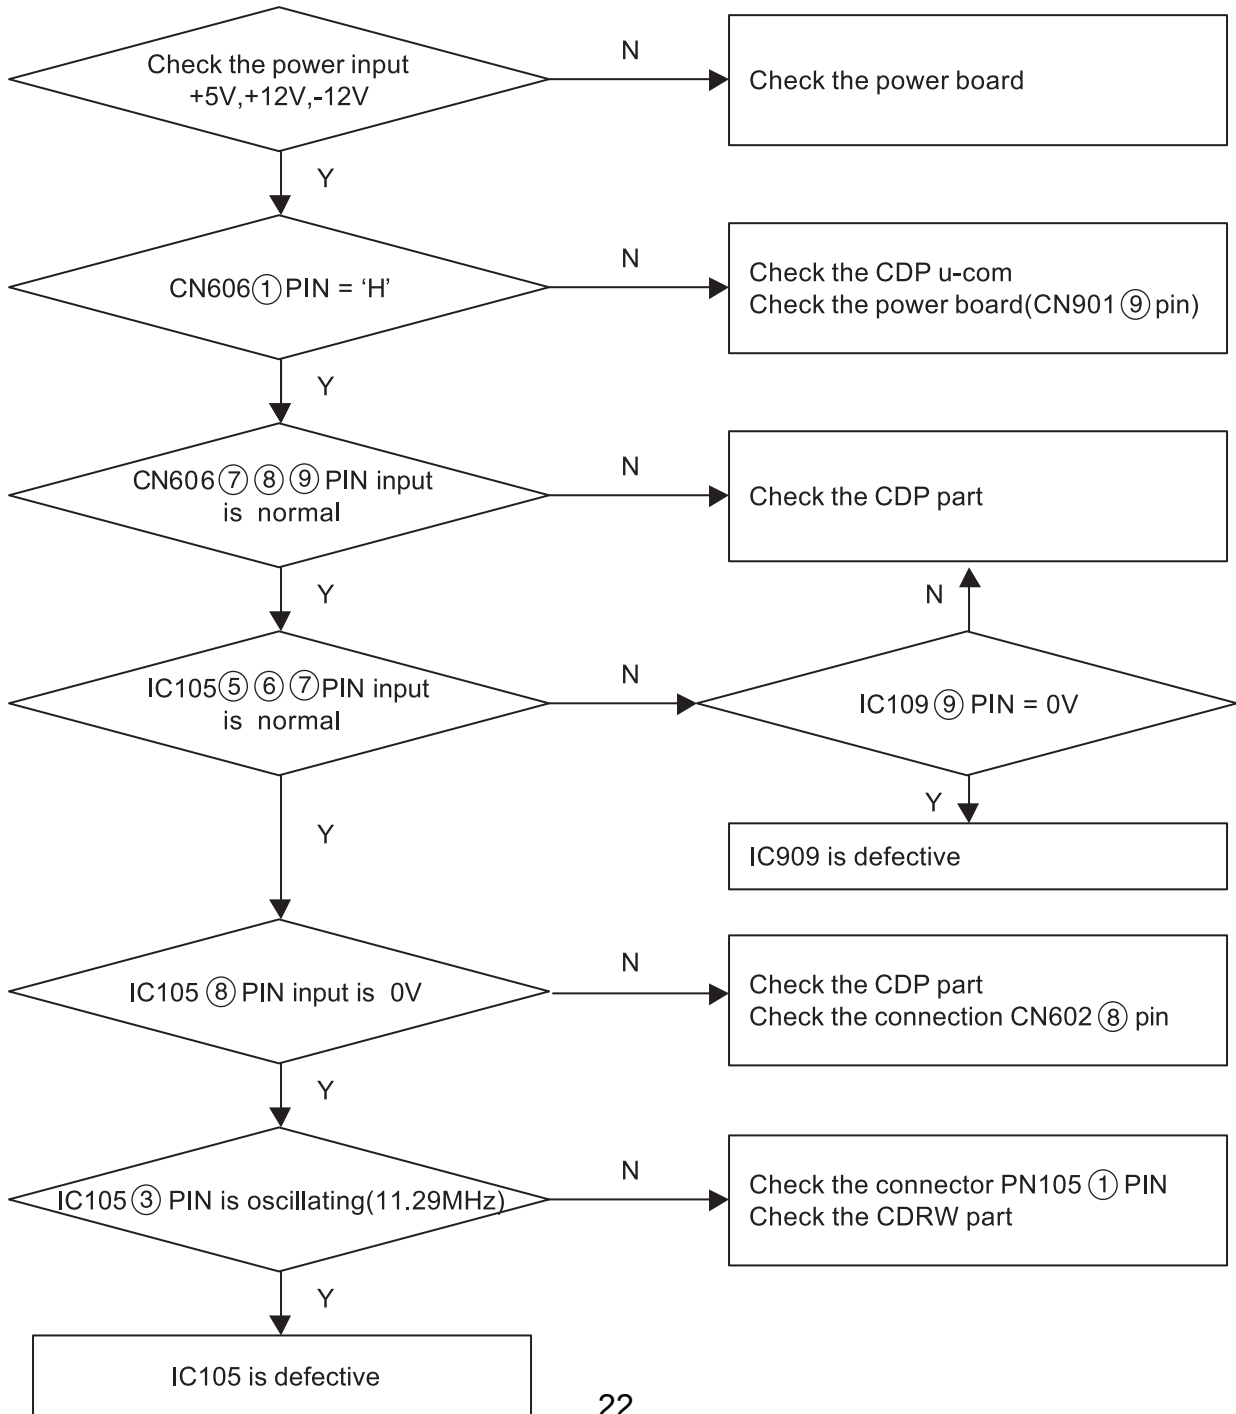 Check the power input
+5V,+12V,-12V
N
Check the power board
Y
CN606①PIN = ‘H’
N
Check the CDP u-com
Check the power board(CN901⑨pin)
Y
CN606⑦⑧⑨PIN input
is normal
N
Check the CDP part
Y
N
IC105⑤⑥⑦PIN input
is normal
N
IC109⑨PIN = 0V
Y
Y
IC909 is defective
IC105⑧PIN input is 0V
N
Check the CDP part
Check the connection CN602⑧pin
Y
IC105③PIN is oscillating(11.29MHz)
N
Check the connector PN105①PIN
Check the CDRW part
Y
IC105 is defective
22